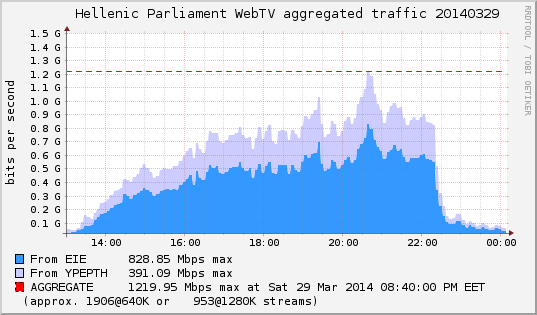 Hellenic Parliament WebTV aggregated traffic 20140329
RRDTOOL / TOBI OETIKER
bits per second
1.5 G
1.4 G
1.3 G
1.2 G
1.1 G
1.0 G
0.9 G
0.8 G
0.7 G
0.6 G
0.5 G
0.4 G
0.3 G
0.2 G
0.1 G
14:00 16:00 18:00 20:00 22:00 00:00
From EIE 828.85 Mbps max
From YPEPTH 391.09 Mbps max
AGGREGATE 1219.95 Mbps max at Sat 29 Mar 2014 08:40:00 PM EET
(approx. 1906@640K or 953@1280K streams)